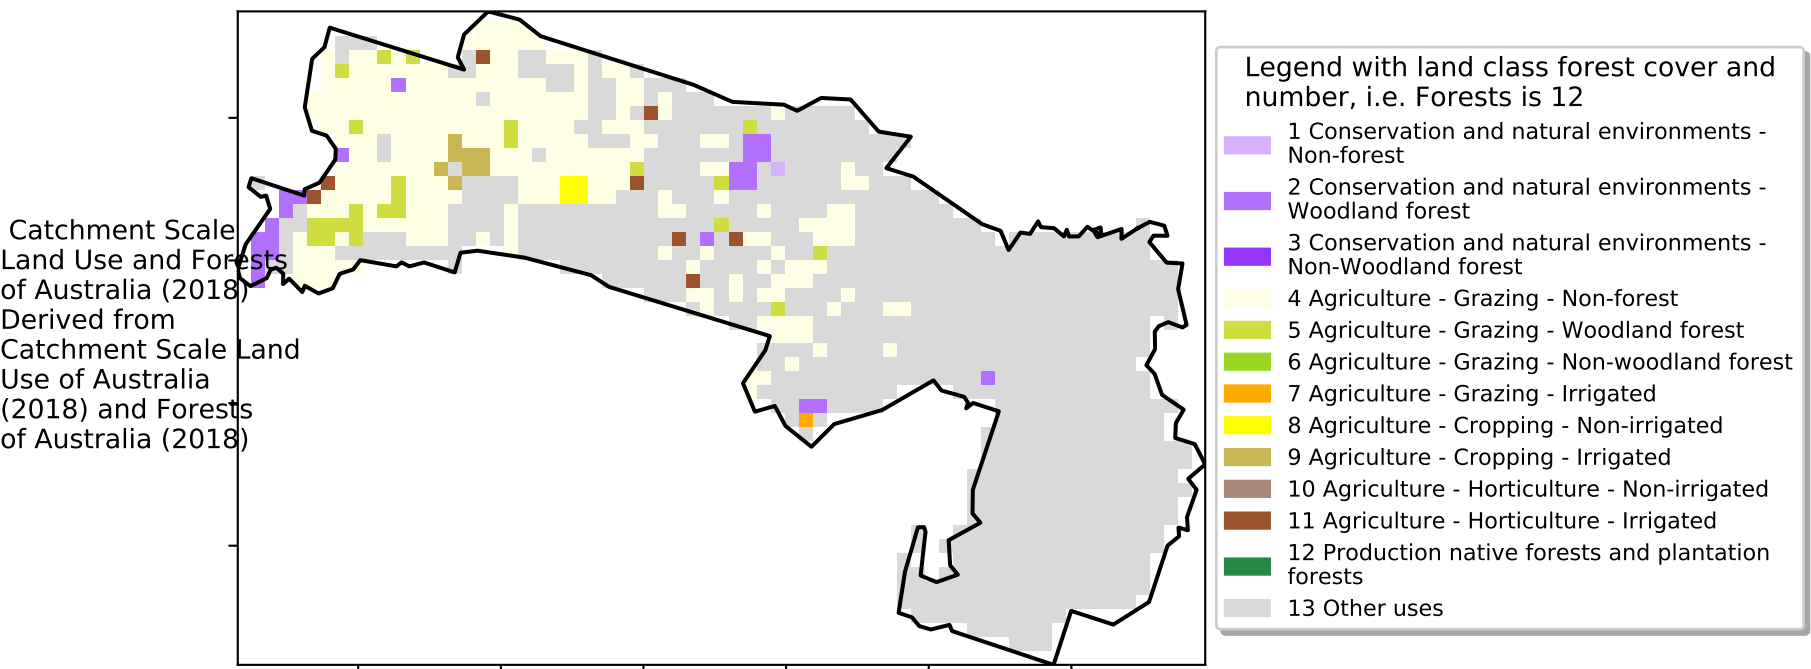 Catchment Scale
Land Use and Forests
of Australia (2018)
Derived from
Catchment Scale Land
Use of Australia
(2018) and Forests
of Australia (2018)
Legend with land class forest cover and
number, i.e. Forests is 12
1 Conservation and natural environments -
Non-forest
2 Conservation and natural environments -
Woodland forest
3 Conservation and natural environments -
Non-Woodland forest
4 Agriculture - Grazing - Non-forest
5 Agriculture - Grazing - Woodland forest
6 Agriculture - Grazing - Non-woodland forest
7 Agriculture - Grazing - Irrigated
8 Agriculture - Cropping - Non-irrigated
9 Agriculture - Cropping - Irrigated
10 Agriculture - Horticulture - Non-irrigated
11 Agriculture - Horticulture - Irrigated
12 Production native forests and plantation
forests
13 Other uses